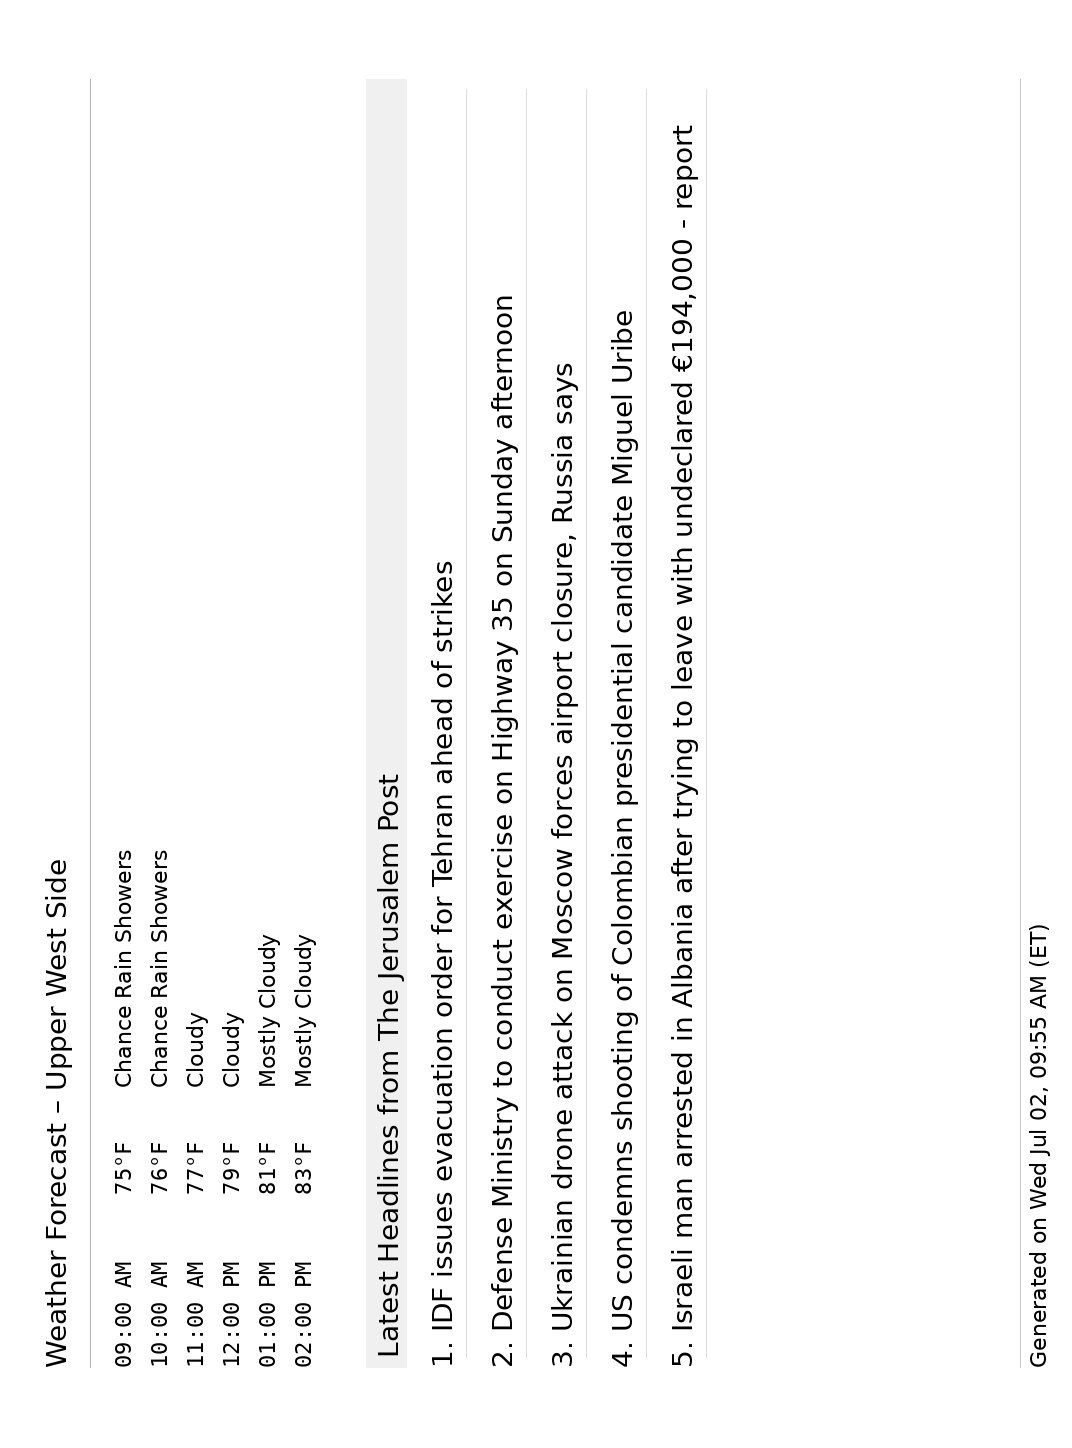 Weather Forecast – Upper West Side
09:00 AM 75°F Chance Rain Showers
10:00 AM 76°F Chance Rain Showers
11:00 AM 77°F Cloudy
12:00 PM 79°F Cloudy
01:00 PM 81°F Mostly Cloudy
02:00 PM 83°F Mostly Cloudy
Latest Headlines from The Jerusalem Post
1. IDF issues evacuation order for Tehran ahead of strikes
2. Defense Ministry to conduct exercise on Highway 35 on Sunday afternoon
3. Ukrainian drone attack on Moscow forces airport closure, Russia says
4. US condemns shooting of Colombian presidential candidate Miguel Uribe
5. Israeli man arrested in Albania after trying to leave with undeclared €194,000 - report
Generated on Wed Jul 02, 09:55 AM (ET)